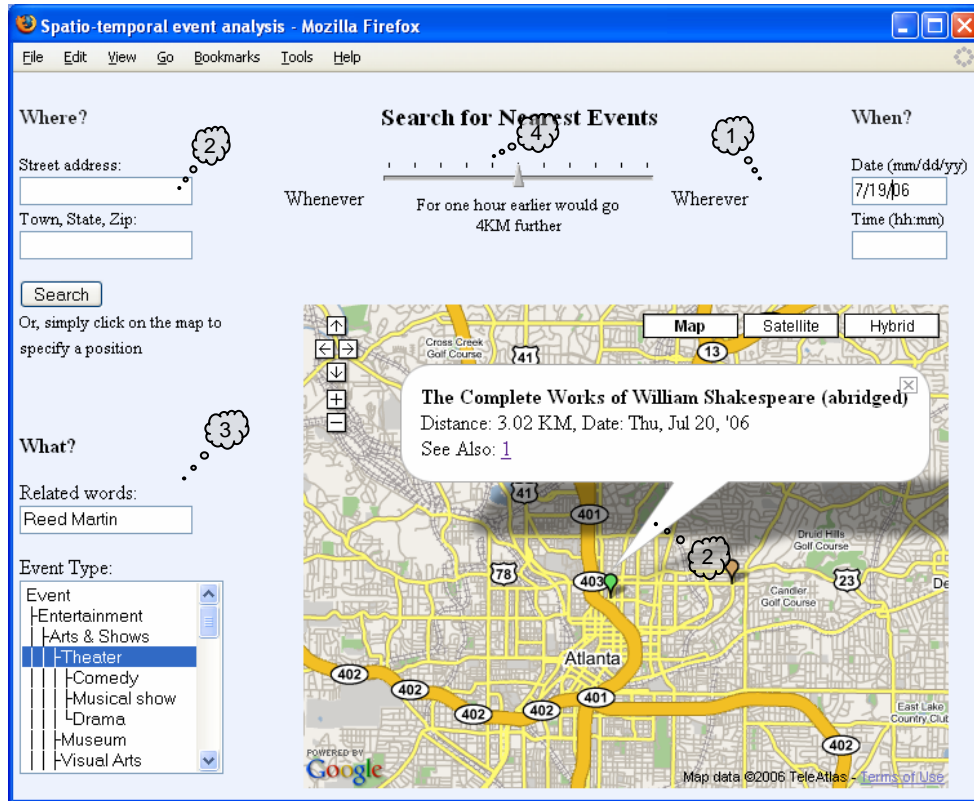 Spatio-temporal event analysis - Mozilla Firefox
File Edit View Go Bookmarks Tools Help
Where?
Search for Nearest Events
When?
2
4
1
Street address:
Date (mm/dd/yy)
7/19/06
Whenever
Wherever
For one hour earlier would go
4KM further
Town, State, Zip:
Time (hh:mm)
Search
Or, simply click on the map to
specify a position
3
What?
Related words:
Reed Martin
Event Type:
Event
Entertainment
Arts & Shows
Theater
Comedy
Musical show
Drama
Museum
Visual Arts
Map Satellite Hybrid
Cross Creek
Golf Course
41
13
The Complete Works of William Shakespeare (abridged)
Distance: 3.02 KM, Date: Thu, Jul 20, '06
See Also: 1
41
401
Druid Hills
Golf Course
2
78
403
23
De
Candler
Golf Course
Atlanta
402
402
401
402
402
East Lake
Country Club
402
POWERED BY
Google
Map data ©2006 TeleAtlas - Terms of Use